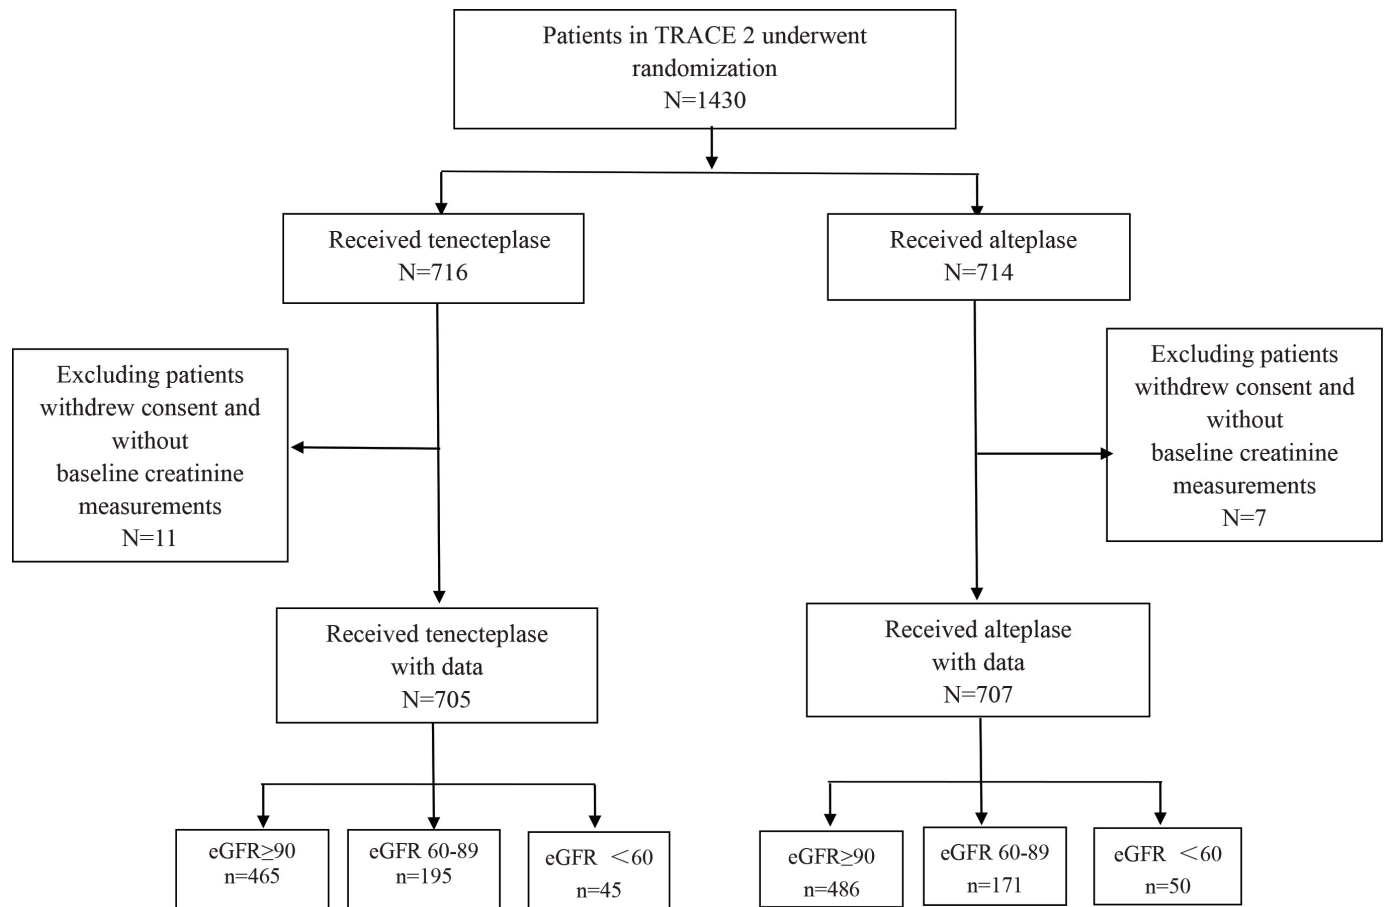 Patients in TRACE 2 underwent
randomization
N=1430
Received tenecteplase
N=716
Received alteplase
N=714
Excluding patients
withdrew consent and
without
baseline creatinine
measurements
N=11
Excluding patients
withdrew consent and
without
baseline creatinine
measurements
N=7
Received tenecteplase
with data
N=705
Received alteplase
with data
N=707
eGFR≥90
n=465
eGFR 60-89
n=195
eGFR <60
n=45
eGFR≥90
n=486
eGFR 60-89
n=171
eGFR <60
n=50